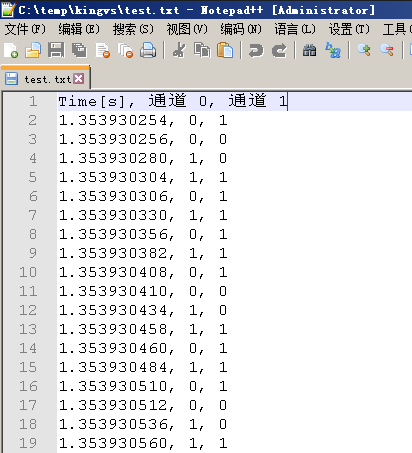 C:\temp\kingvs\test.txt - Notepad++ [Administrator]
文件(F) 编辑(E) 搜索(S) 视图(V) 编码(N) 语言(L) 设置(T) 工具
test.txt
1 Time[s], 通道 0, 通道 1
2 1.353930254, 0, 1
3 1.353930256, 0, 0
4 1.353930280, 1, 0
5 1.353930304, 1, 1
6 1.353930306, 0, 1
7 1.353930330, 1, 1
8 1.353930356, 0, 1
9 1.353930382, 1, 1
10 1.353930408, 0, 1
11 1.353930410, 0, 0
12 1.353930434, 1, 0
13 1.353930458, 1, 1
14 1.353930460, 0, 1
15 1.353930484, 1, 1
16 1.353930510, 0, 1
17 1.353930512, 0, 0
18 1.353930536, 1, 0
19 1.353930560, 1, 1